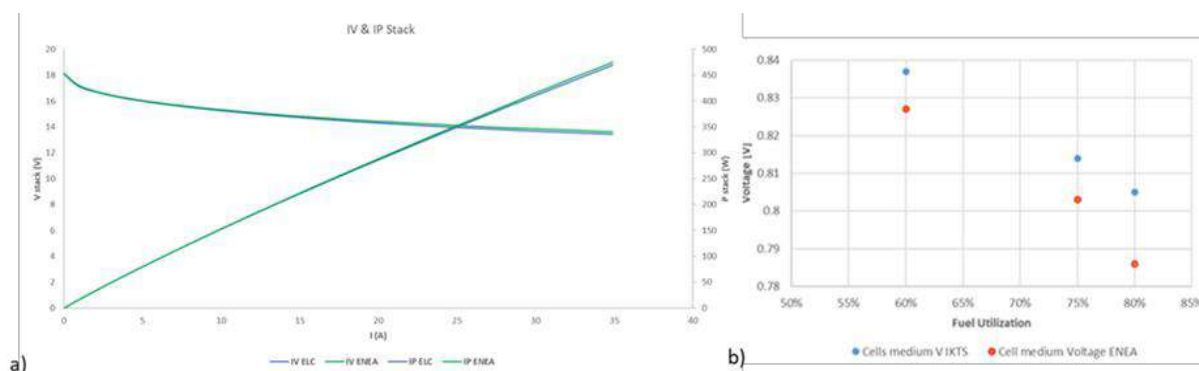 IV & IP Stack
20
18
16
14
12
10
8
6
4
2
0
V stack (V)
500
450
400
350
300
250
200
150
100
50
0
P stack (W)
0 5 10 15 20 25 30 35 40
I (A)
IV ELC IV ENEA IP ELC IP ENEA
a)
0.84
0.83
0.82
0.81
0.8
0.79
0.78
Voltage [V]
50% 55% 60% 65% 70% 75% 80% 85%
Fuel Utilization
Cells medium V IKTS Cell medium Voltage ENEA
b)